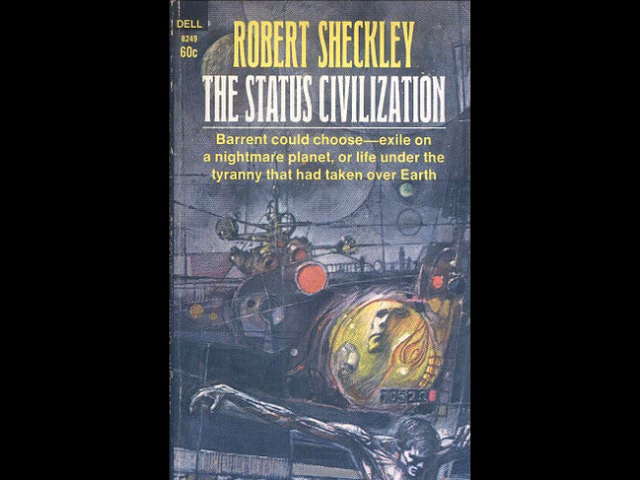 DELL
8249
60c
ROBERT SHECKLEY
THE STATUS CIVILIZATION
Barrent could choose—exile on
a nightmare planet, or life under the
tyranny that had taken over Earth